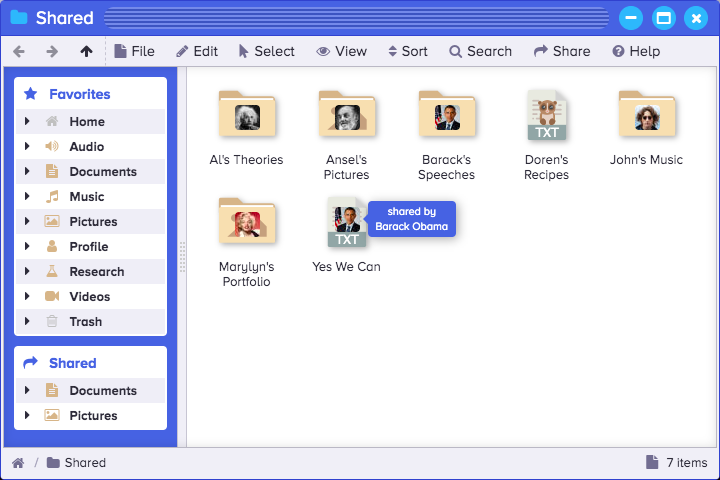 Shared
File Edit Select View Sort Search Share Help
Favorites
Home
Audio
Documents
Music
Pictures
Profile
Research
Videos
Trash
Shared
Documents
Pictures
Al's Theories
Ansel's
Pictures
Barack's
Speeches
TXT
Doren's
Recipes
John's Music
Marylyn's
Portfolio
TXT
Yes We Can
shared by
Barack Obama
/ Shared
7 items